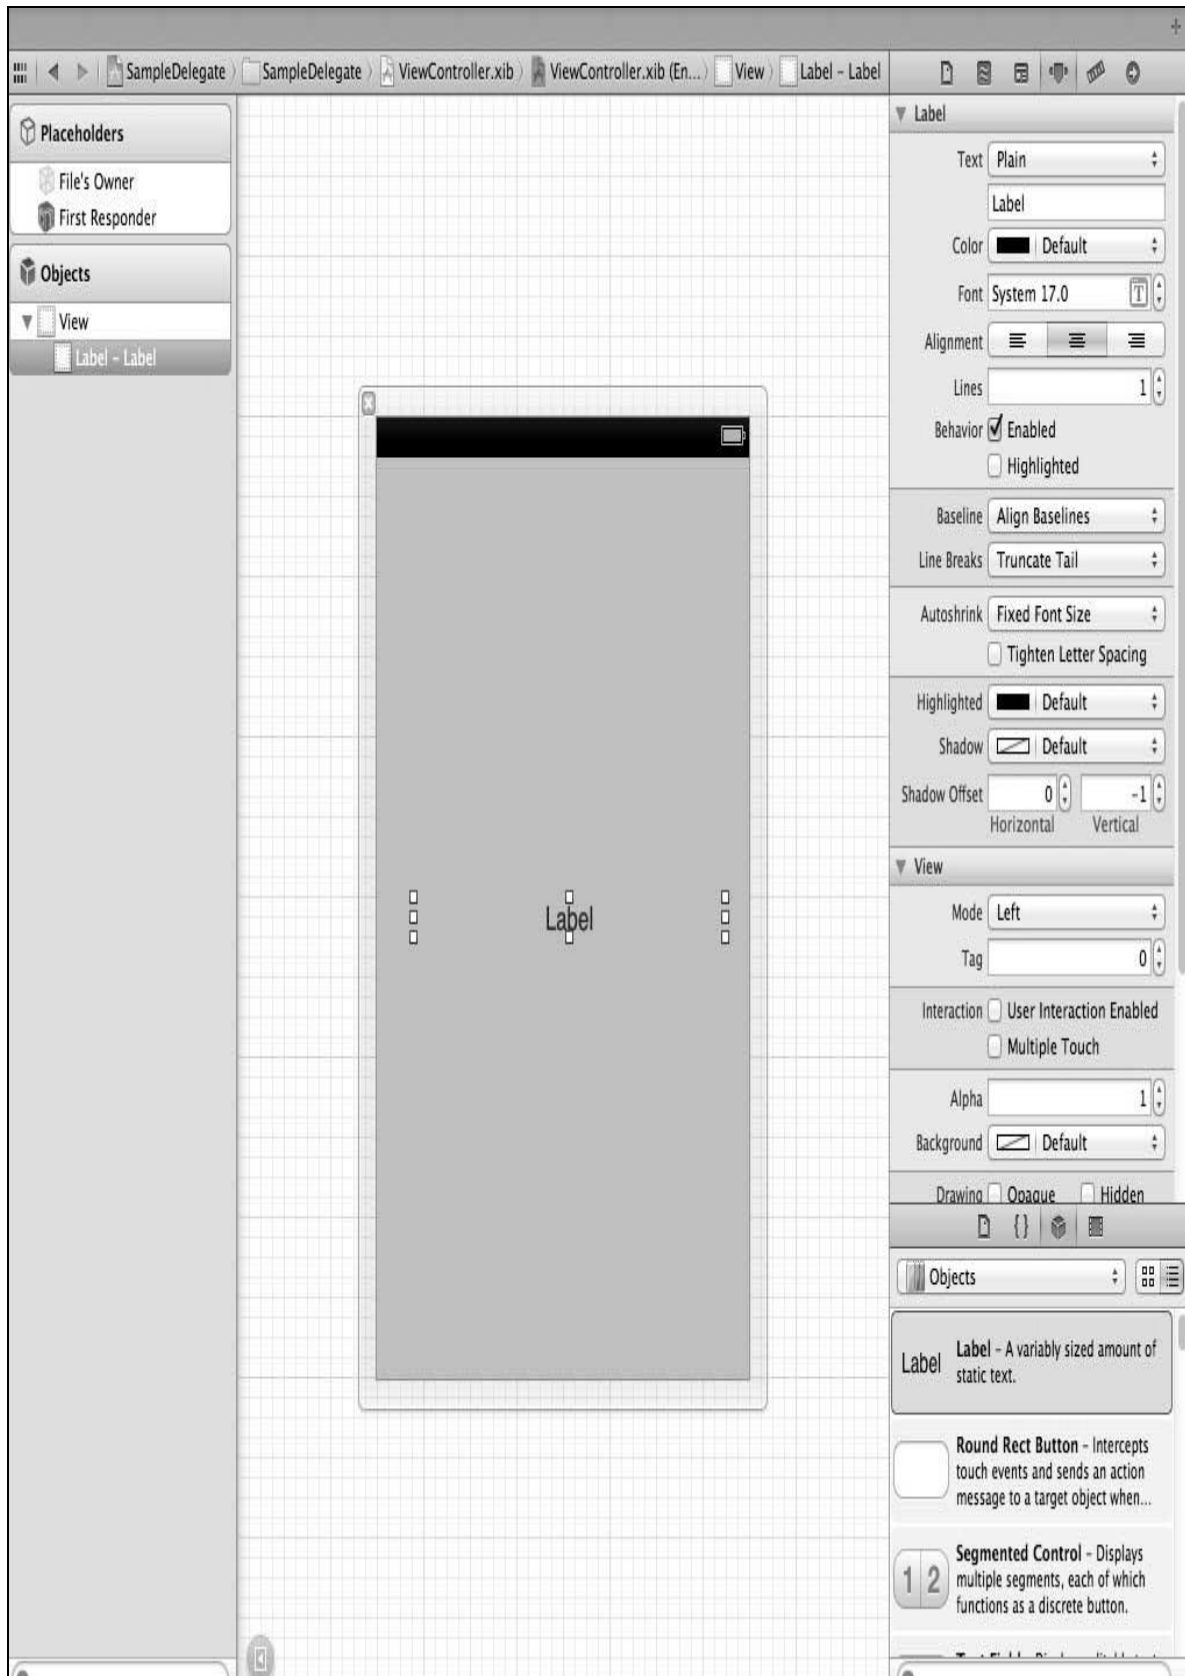 SampleDelegate SampleDelegate ViewController.xib ViewController.xib (En...) View Label – Label
Placeholders
File's Owner
First Responder
Objects
View
Label – Label
Label
Label
Text Plain
Label
Color Default
Font System 17.0 T
Alignment
Lines 1
Behavior Enabled
Highlighted
Baseline Align Baselines
Line Breaks Truncate Tail
Autoshrink Fixed Font Size
Tighten Letter Spacing
Highlighted Default
Shadow Default
Shadow Offset 0 -1
Horizontal Vertical
View
Mode Left
Tag 0
Interaction User Interaction Enabled
Multiple Touch
Alpha 1
Background Default
Drawing Opaque Hidden
{}
Objects
Label
Label – A variably sized amount of
static text.
Round Rect Button – Intercepts
touch events and sends an action
message to a target object when...
1 2
Segmented Control – Displays
multiple segments, each of which
functions as a discrete button.